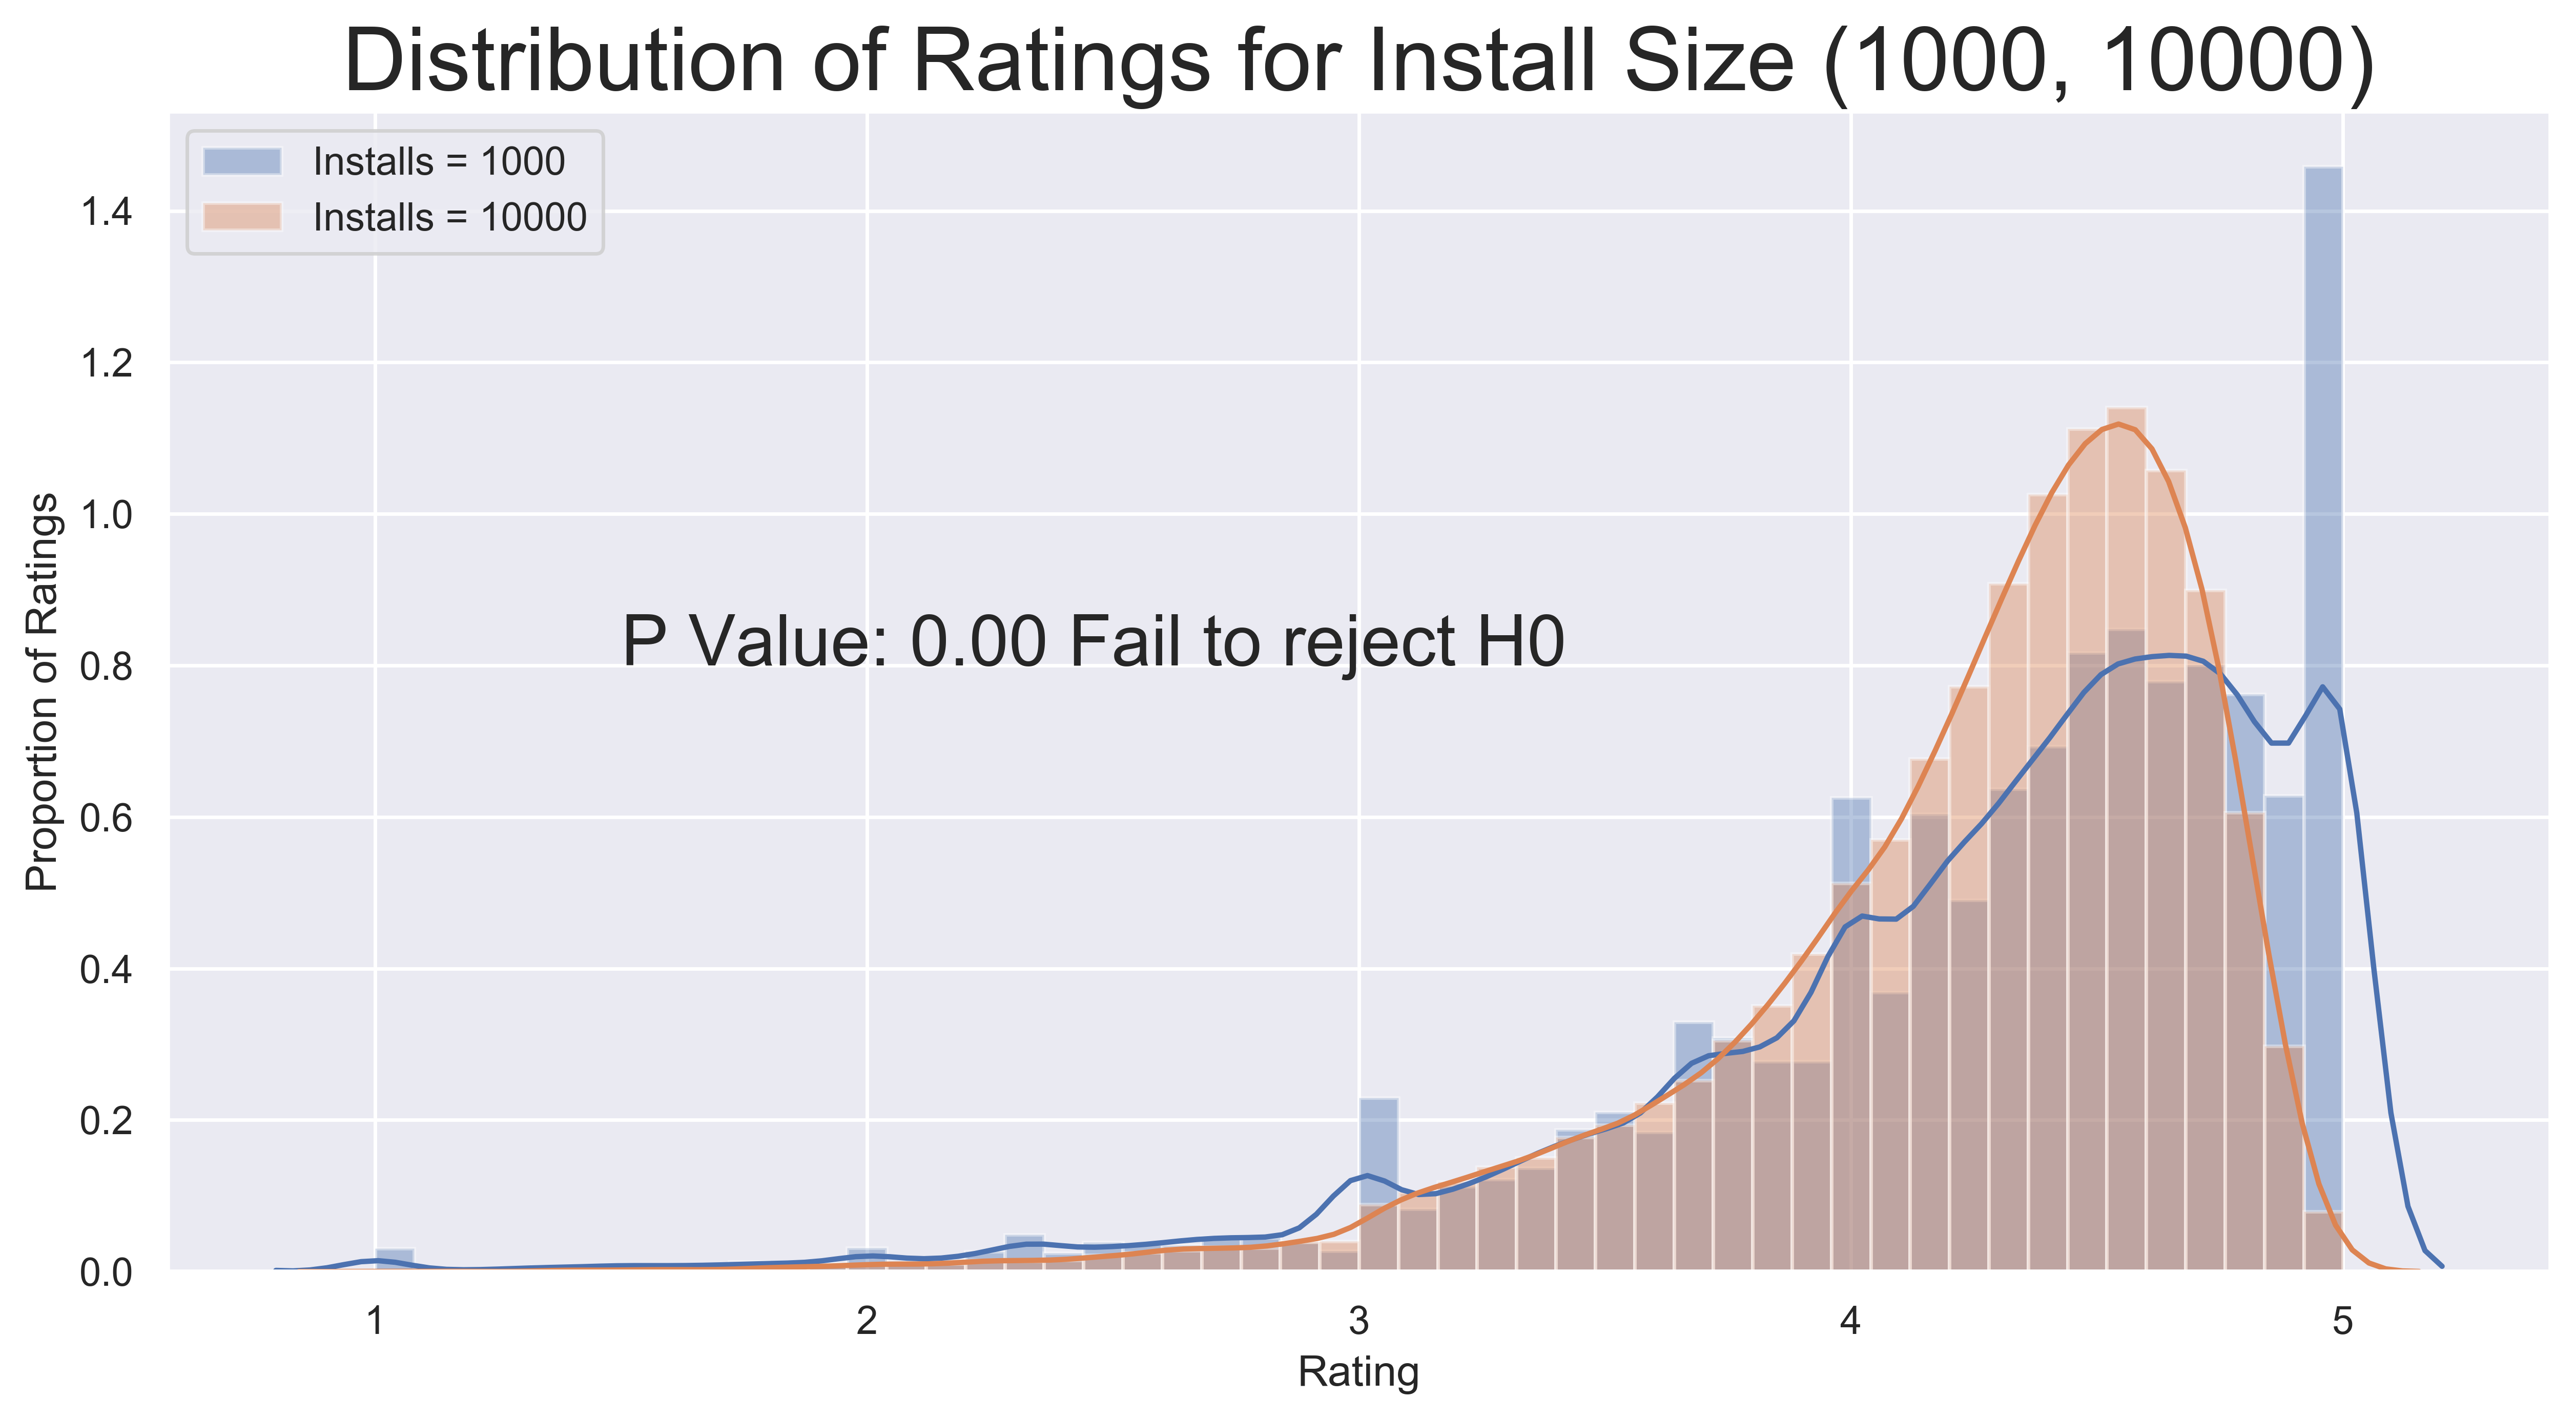 Distribution of Ratings for Install Size (1000, 10000)
Installs = 1000
Installs = 10000
1.4
1.2
1.0
0.8
0.6
0.4
0.2
0.0
Proportion of Ratings
P Value: 0.00 Fail to reject H0
1 2 3 4 5
Rating